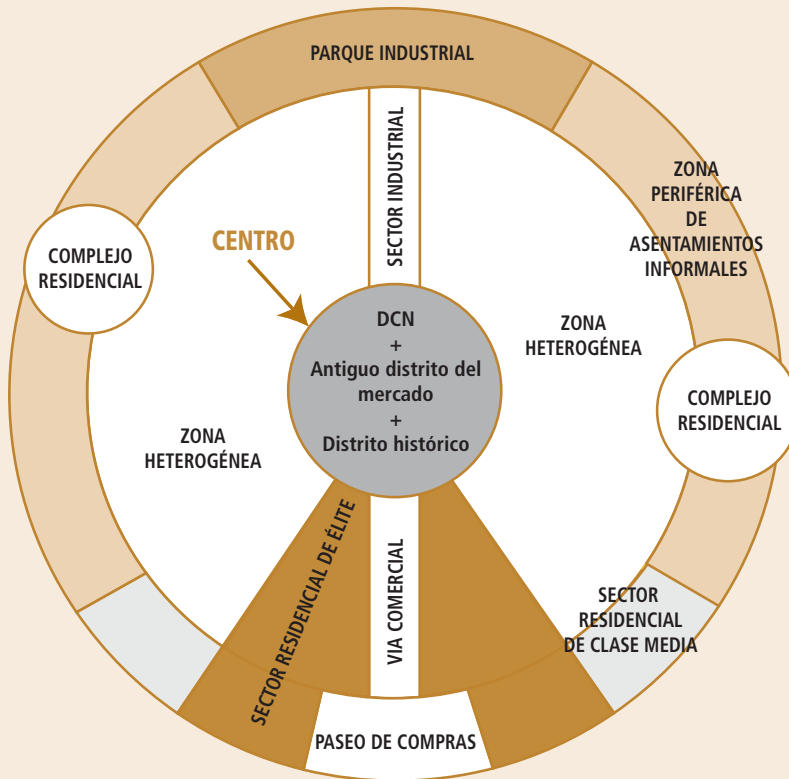 PARQUE INDUSTRIAL
SECTOR INDUSTRIAL
ZONA
PERIFÉRICA
DE
ASENTAMIENTOS
INFORMALES
COMPLEJO
RESIDENCIAL
CENTRO
DCN
+
Antiguo distrito del
mercado
+
Distrito histórico
ZONA
HETEROGÉNEA
COMPLEJO
RESIDENCIAL
ZONA
HETEROGÉNEA
SECTOR RESIDENCIAL DE ÉLITE
VIA COMERCIAL
SECTOR
RESIDENCIAL
DE CLASE MEDIA
PASEO DE COMPRAS